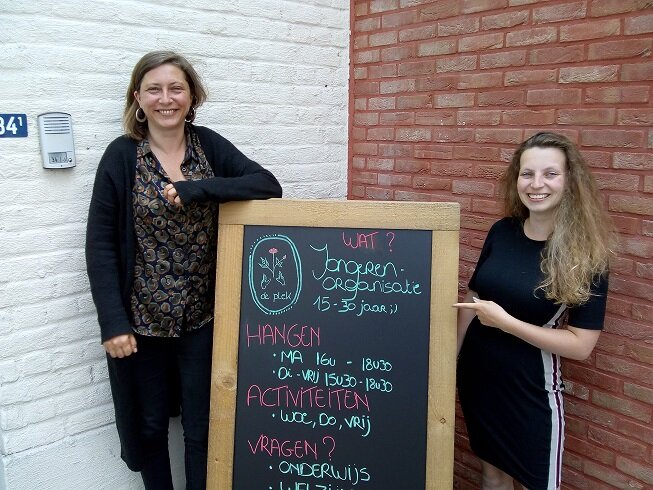 84¹
WAT?
de plek
Jongeren-
organisatie
15-30 jaar ;)
HANGEN
• MA 16u - 18u30
• Di-VRIJ 15u30-18u30
ACTIVITEITEN
• WOE, DO, VRIJ
VRAGEN?
• ONDERWIJS